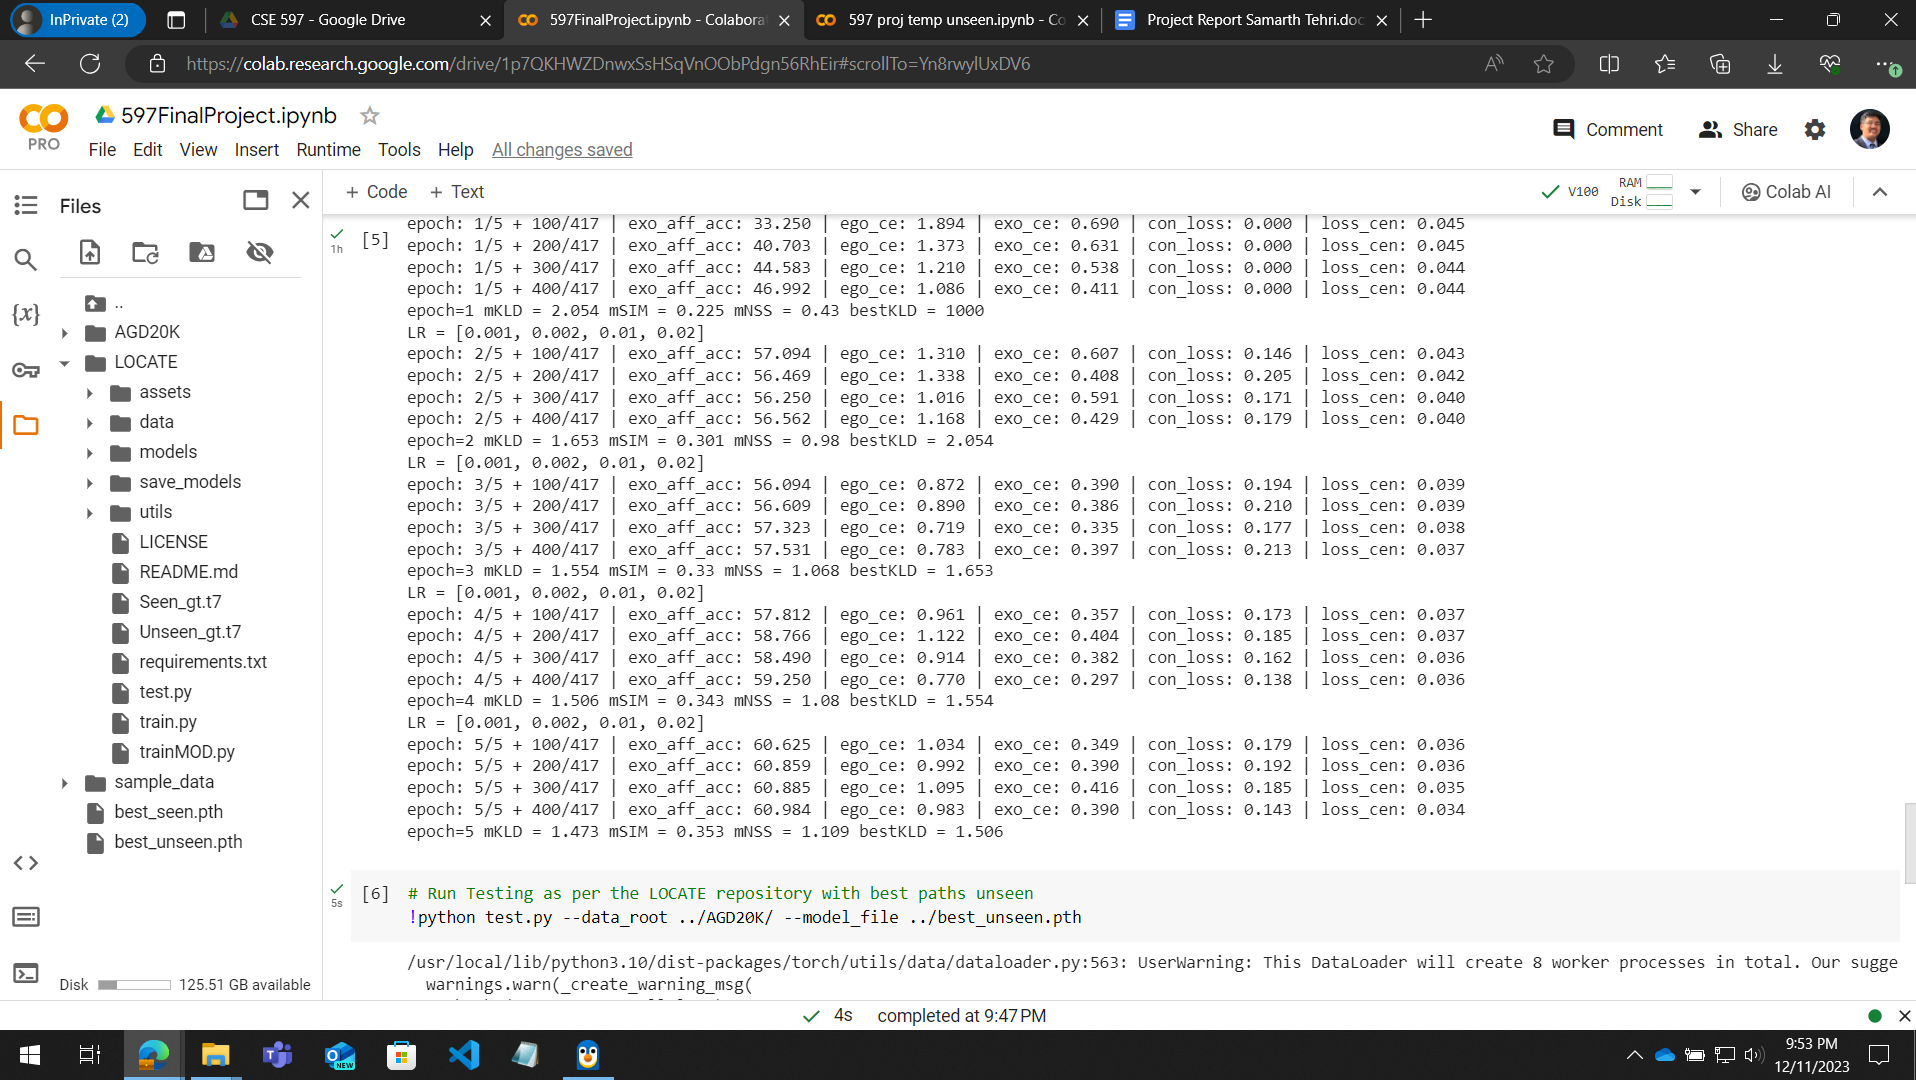 InPrivate (2)
CSE 597 - Google Drive
597FinalProject.ipynb - Colabora
597 proj temp unseen.ipynb - Co
Project Report Samarth Tehri.doc
https://colab.research.google.com/drive/1p7QKHWZDnwxSsHSqVnOObPdgn56RhEir#scrollTo=Yn8rwylUxDV6
PRO
597FinalProject.ipynb
File Edit View Insert Runtime Tools Help All changes saved
Comment Share
Files
+ Code + Text
V100 RAM Disk Colab AI
..
AGD20K
LOCATE
assets
data
models
save_models
utils
LICENSE
README.md
Seen_gt.t7
Unseen_gt.t7
requirements.txt
test.py
train.py
trainMOD.py
sample_data
best_seen.pth
best_unseen.pth
Disk 125.51 GB available
1h
[5]
epoch: 1/5 + 100/417 | exo_aff_acc: 33.250 | ego_ce: 1.894 | exo_ce: 0.690 | con_loss: 0.000 | loss_cen: 0.045
epoch: 1/5 + 200/417 | exo_aff_acc: 40.703 | ego_ce: 1.373 | exo_ce: 0.631 | con_loss: 0.000 | loss_cen: 0.045
epoch: 1/5 + 300/417 | exo_aff_acc: 44.583 | ego_ce: 1.210 | exo_ce: 0.538 | con_loss: 0.000 | loss_cen: 0.044
epoch: 1/5 + 400/417 | exo_aff_acc: 46.992 | ego_ce: 1.086 | exo_ce: 0.411 | con_loss: 0.000 | loss_cen: 0.044
epoch=1 mKLD = 2.054 mSIM = 0.225 mNSS = 0.43 bestKLD = 1000
LR = [0.001, 0.002, 0.01, 0.02]
epoch: 2/5 + 100/417 | exo_aff_acc: 57.094 | ego_ce: 1.310 | exo_ce: 0.607 | con_loss: 0.146 | loss_cen: 0.043
epoch: 2/5 + 200/417 | exo_aff_acc: 56.469 | ego_ce: 1.338 | exo_ce: 0.408 | con_loss: 0.205 | loss_cen: 0.042
epoch: 2/5 + 300/417 | exo_aff_acc: 56.250 | ego_ce: 1.016 | exo_ce: 0.591 | con_loss: 0.171 | loss_cen: 0.040
epoch: 2/5 + 400/417 | exo_aff_acc: 56.562 | ego_ce: 1.168 | exo_ce: 0.429 | con_loss: 0.179 | loss_cen: 0.040
epoch=2 mKLD = 1.653 mSIM = 0.301 mNSS = 0.98 bestKLD = 2.054
LR = [0.001, 0.002, 0.01, 0.02]
epoch: 3/5 + 100/417 | exo_aff_acc: 56.094 | ego_ce: 0.872 | exo_ce: 0.390 | con_loss: 0.194 | loss_cen: 0.039
epoch: 3/5 + 200/417 | exo_aff_acc: 56.609 | ego_ce: 0.890 | exo_ce: 0.386 | con_loss: 0.210 | loss_cen: 0.039
epoch: 3/5 + 300/417 | exo_aff_acc: 57.323 | ego_ce: 0.719 | exo_ce: 0.335 | con_loss: 0.177 | loss_cen: 0.038
epoch: 3/5 + 400/417 | exo_aff_acc: 57.531 | ego_ce: 0.783 | exo_ce: 0.397 | con_loss: 0.213 | loss_cen: 0.037
epoch=3 mKLD = 1.554 mSIM = 0.33 mNSS = 1.068 bestKLD = 1.653
LR = [0.001, 0.002, 0.01, 0.02]
epoch: 4/5 + 100/417 | exo_aff_acc: 57.812 | ego_ce: 0.961 | exo_ce: 0.357 | con_loss: 0.173 | loss_cen: 0.037
epoch: 4/5 + 200/417 | exo_aff_acc: 58.766 | ego_ce: 1.122 | exo_ce: 0.404 | con_loss: 0.185 | loss_cen: 0.037
epoch: 4/5 + 300/417 | exo_aff_acc: 58.490 | ego_ce: 0.914 | exo_ce: 0.382 | con_loss: 0.162 | loss_cen: 0.036
epoch: 4/5 + 400/417 | exo_aff_acc: 59.250 | ego_ce: 0.770 | exo_ce: 0.297 | con_loss: 0.138 | loss_cen: 0.036
epoch=4 mKLD = 1.506 mSIM = 0.343 mNSS = 1.08 bestKLD = 1.554
LR = [0.001, 0.002, 0.01, 0.02]
epoch: 5/5 + 100/417 | exo_aff_acc: 60.625 | ego_ce: 1.034 | exo_ce: 0.349 | con_loss: 0.179 | loss_cen: 0.036
epoch: 5/5 + 200/417 | exo_aff_acc: 60.859 | ego_ce: 0.992 | exo_ce: 0.390 | con_loss: 0.192 | loss_cen: 0.036
epoch: 5/5 + 300/417 | exo_aff_acc: 60.885 | ego_ce: 1.095 | exo_ce: 0.416 | con_loss: 0.185 | loss_cen: 0.035
epoch: 5/5 + 400/417 | exo_aff_acc: 60.984 | ego_ce: 0.983 | exo_ce: 0.390 | con_loss: 0.143 | loss_cen: 0.034
epoch=5 mKLD = 1.473 mSIM = 0.353 mNSS = 1.109 bestKLD = 1.506
5s
[6]
# Run Testing as per the LOCATE repository with best paths unseen
!python test.py --data_root ../AGD20K/ --model_file ../best_unseen.pth
/usr/local/lib/python3.10/dist-packages/torch/utils/data/dataloader.py:563: UserWarning: This DataLoader will create 8 worker processes in total. Our sugge
warnings.warn(_create_warning_msg(
4s completed at 9:47 PM
NEW
9:53 PM
12/11/2023